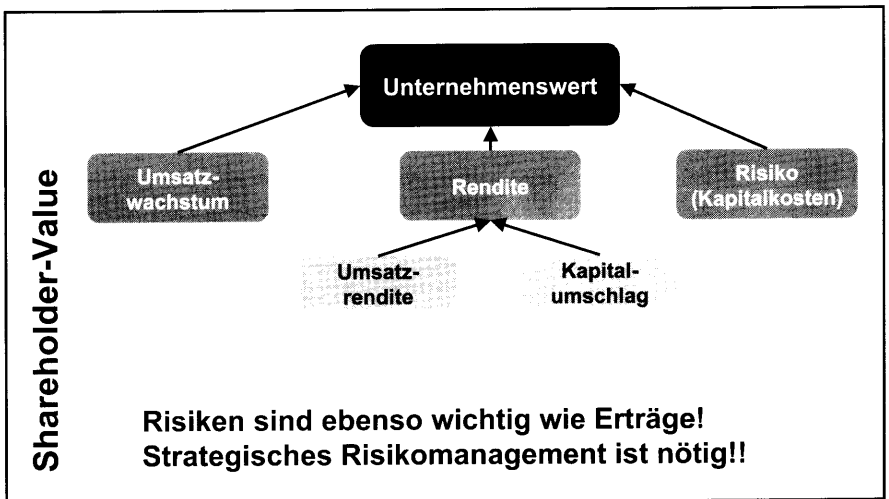 Shareholder-Value
Unternehmenswert
Umsatz-
wachstum
Rendite
Risiko
(Kapitalkosten)
Umsatz-
rendite
Kapital-
umschlag
Risiken sind ebenso wichtig wie Erträge!
Strategisches Risikomanagement ist nötig!!